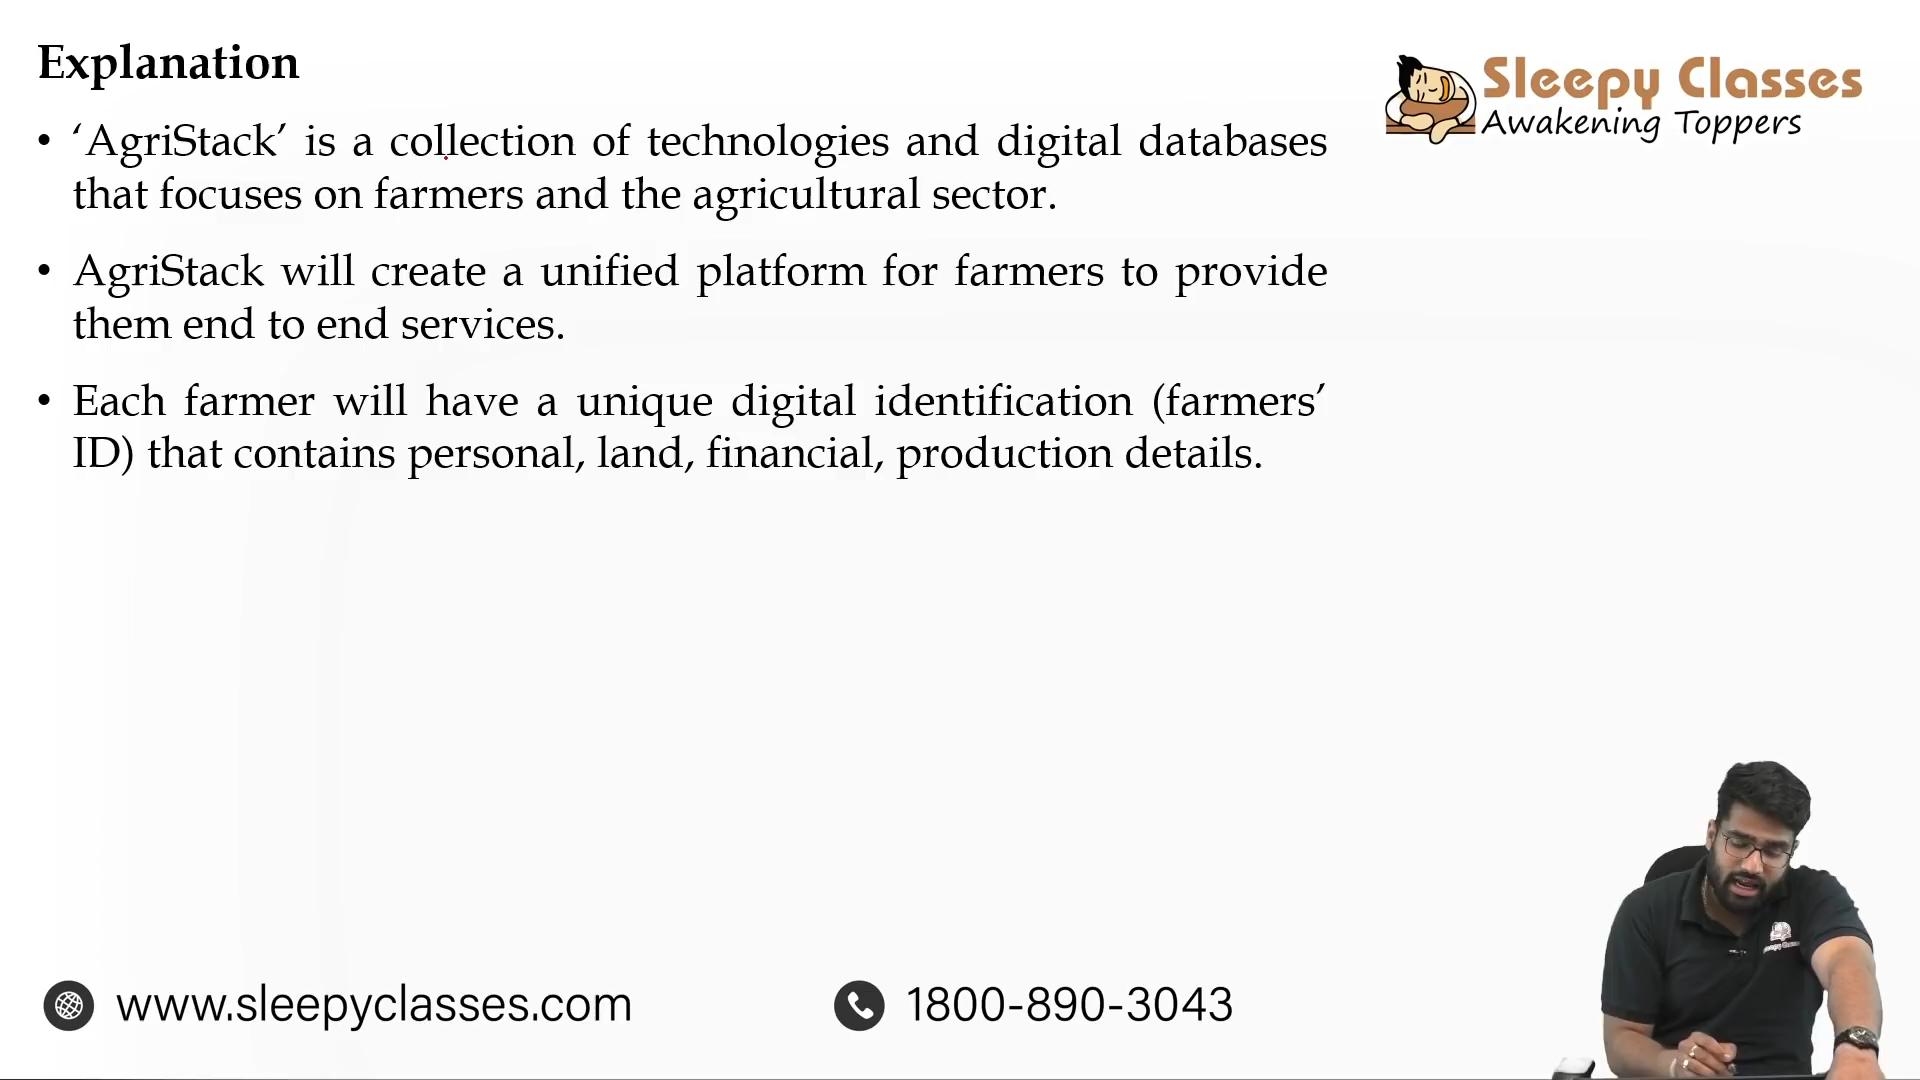 Explanation
Sleepy Classes
Awakening Toppers
• ‘AgriStack’ is a collection of technologies and digital databases
that focuses on farmers and the agricultural sector.
• AgriStack will create a unified platform for farmers to provide
them end to end services.
• Each farmer will have a unique digital identification (farmers’
ID) that contains personal, land, financial, production details.
www.sleepyclasses.com
1800-890-3043